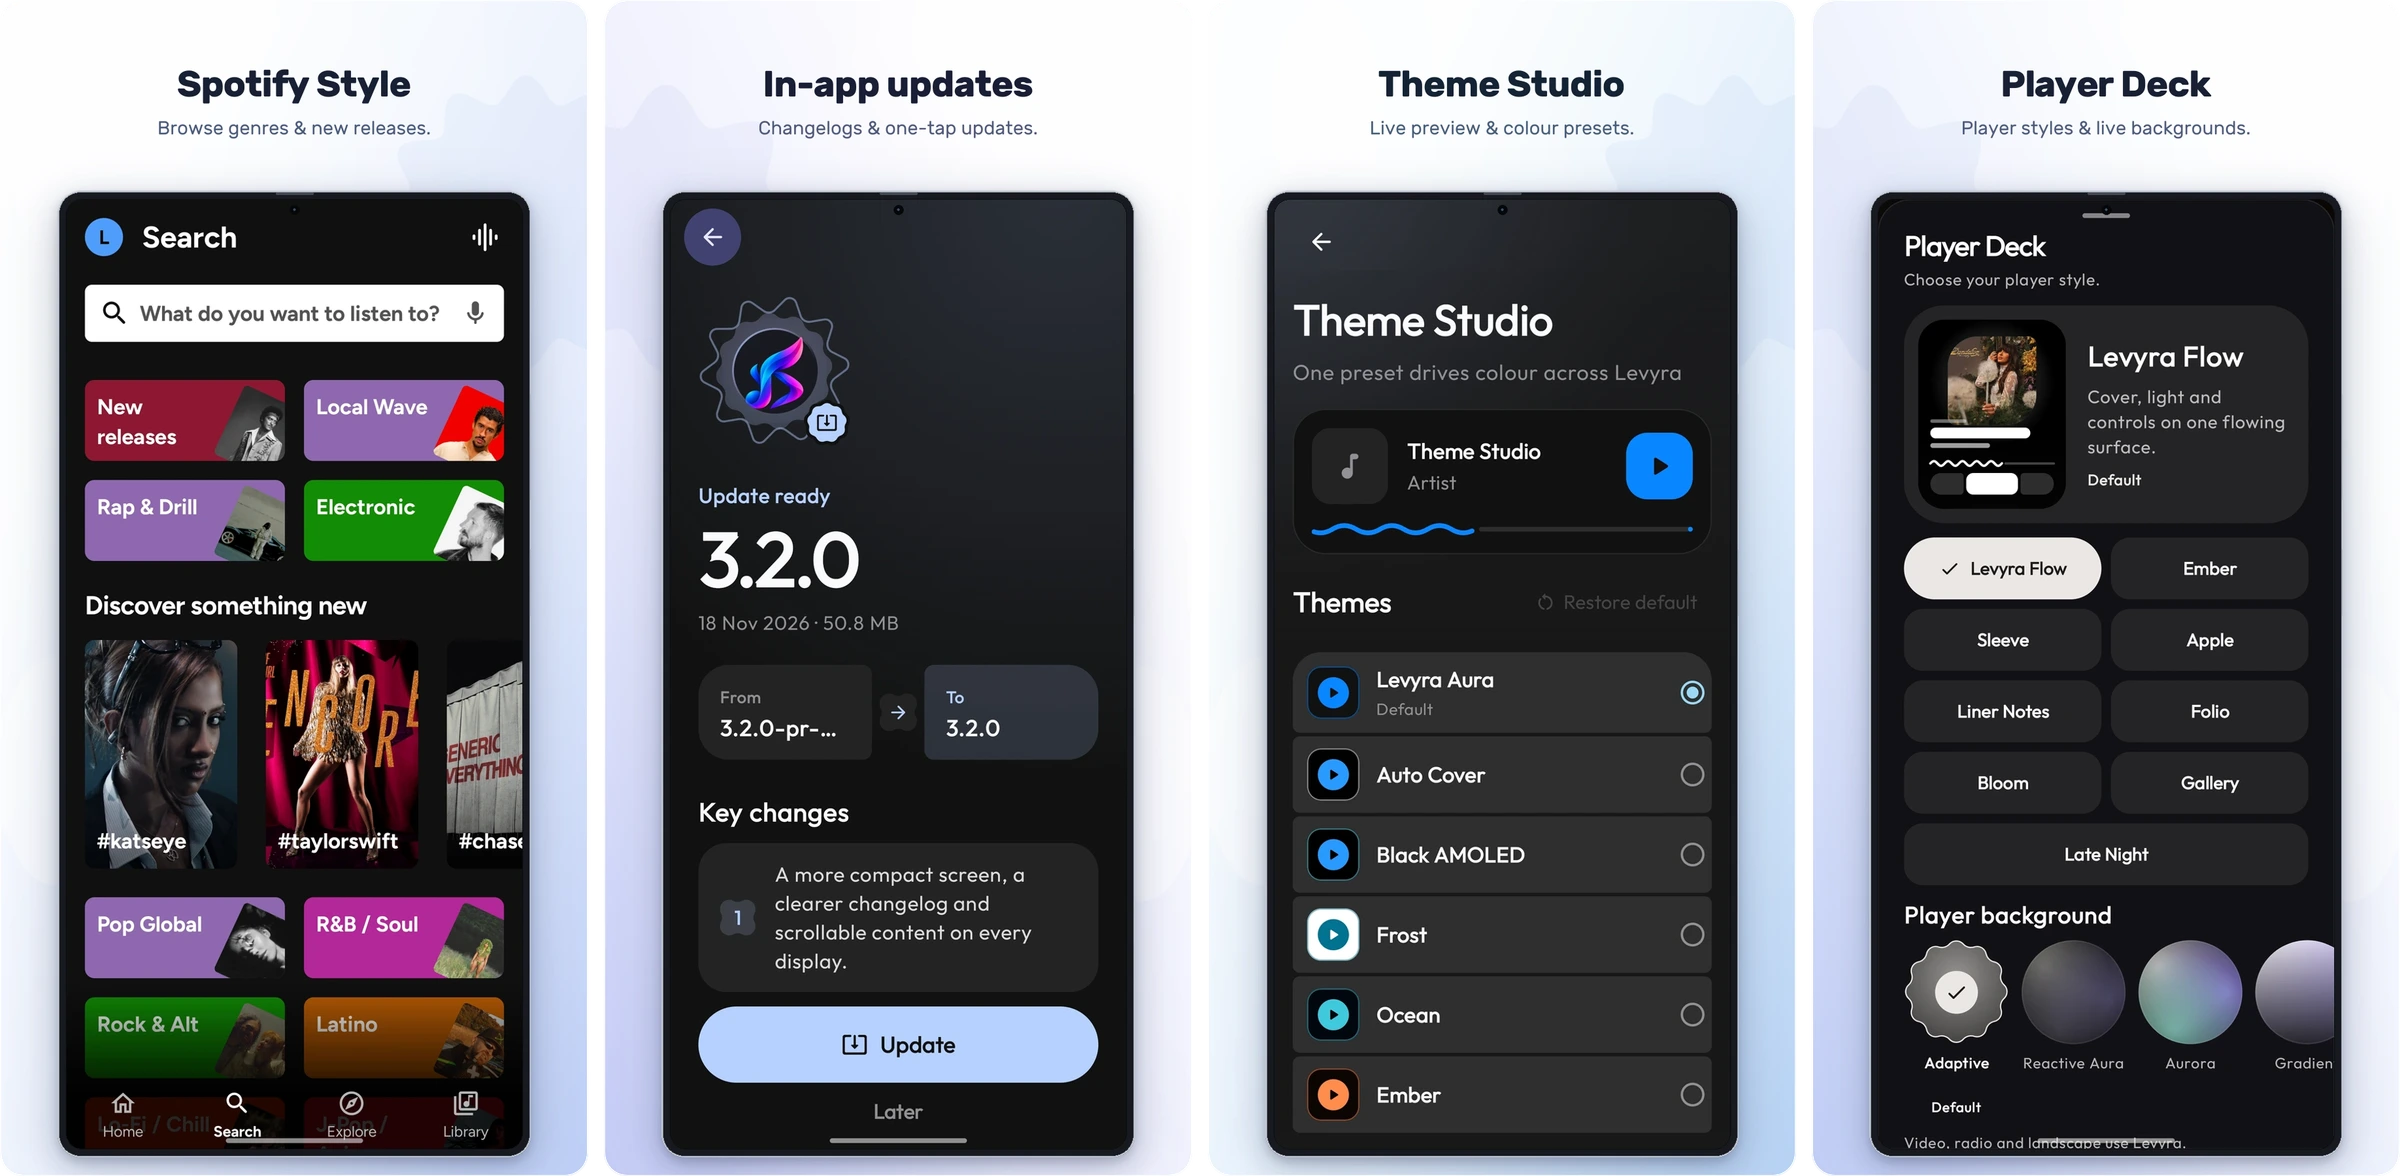 Spotify Style
Browse genres & new releases.
L
Search
What do you want to listen to?
New
releases
Local Wave
Rap & Drill
Electronic
Discover something new
#katseye
ENCORE
#taylorswift
GENERIC
EVERYTHING
#chase
Pop Global
R&B / Soul
Rock & Alt
Latino
Lo-Fi / Chill
J-Pop /
Home
Search
Explore
Library
In-app updates
Changelogs & one-tap updates.
Update ready
3.2.0
18 Nov 2026 · 50.8 MB
From
3.2.0-pr-...
To
3.2.0
Key changes
1
A more compact screen, a
clearer changelog and
scrollable content on every
display.
Update
Later
Theme Studio
Live preview & colour presets.
Theme Studio
One preset drives colour across Levyra
Theme Studio
Artist
Themes
Restore default
Levyra Aura
Default
Auto Cover
Black AMOLED
Frost
Ocean
Ember
Player Deck
Player styles & live backgrounds.
Player Deck
Choose your player style.
Levyra Flow
Cover, light and
controls on one flowing
surface.
Default
Levyra Flow
Ember
Sleeve
Apple
Liner Notes
Folio
Bloom
Gallery
Late Night
Player background
Adaptive
Reactive Aura
Aurora
Gradien
Default
Video, radio and landscape use Levyra.